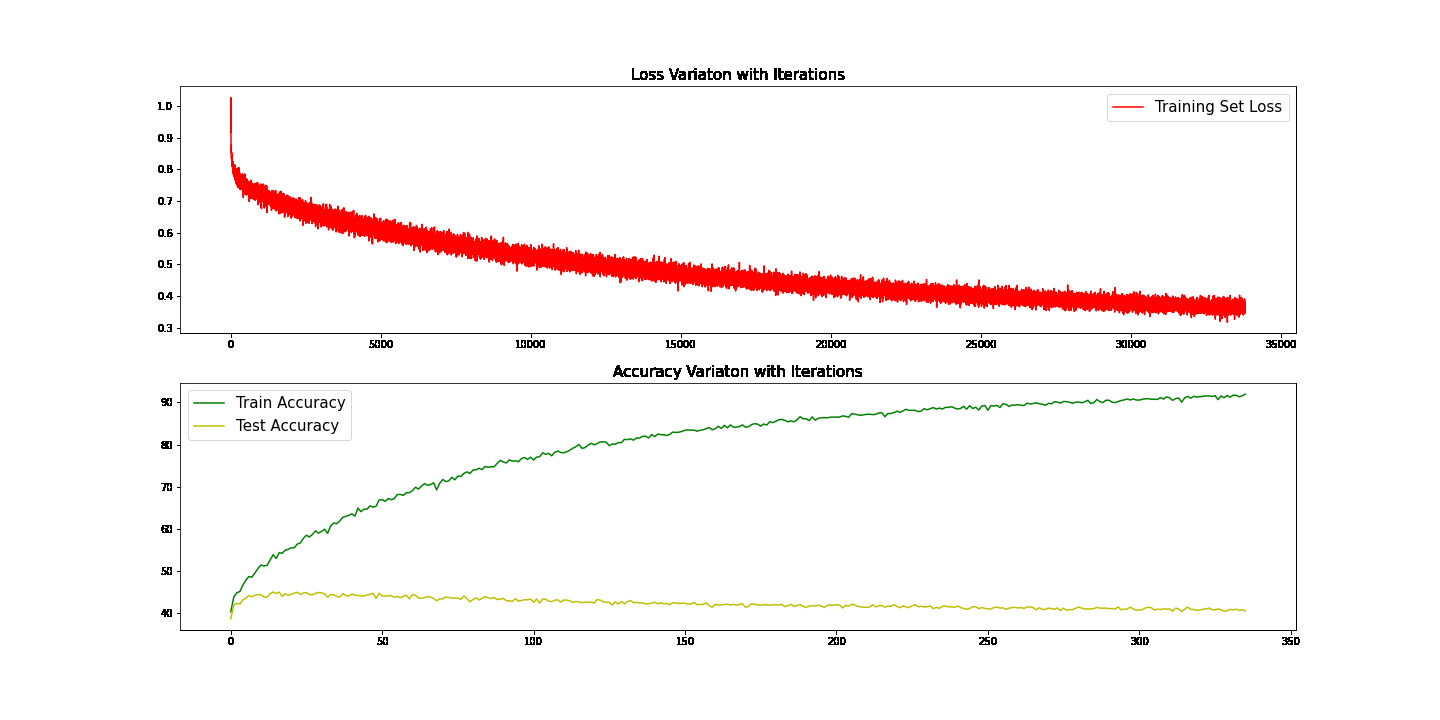 Loss Variaton with Iterations
Training Set Loss
1.0
0.9
0.8
0.7
0.6
0.5
0.4
0.3
0 5000 10000 15000 20000 25000 30000 35000
Accuracy Variaton with Iterations
Train Accuracy
Test Accuracy
90
80
70
60
50
40
0 50 100 150 200 250 300 350